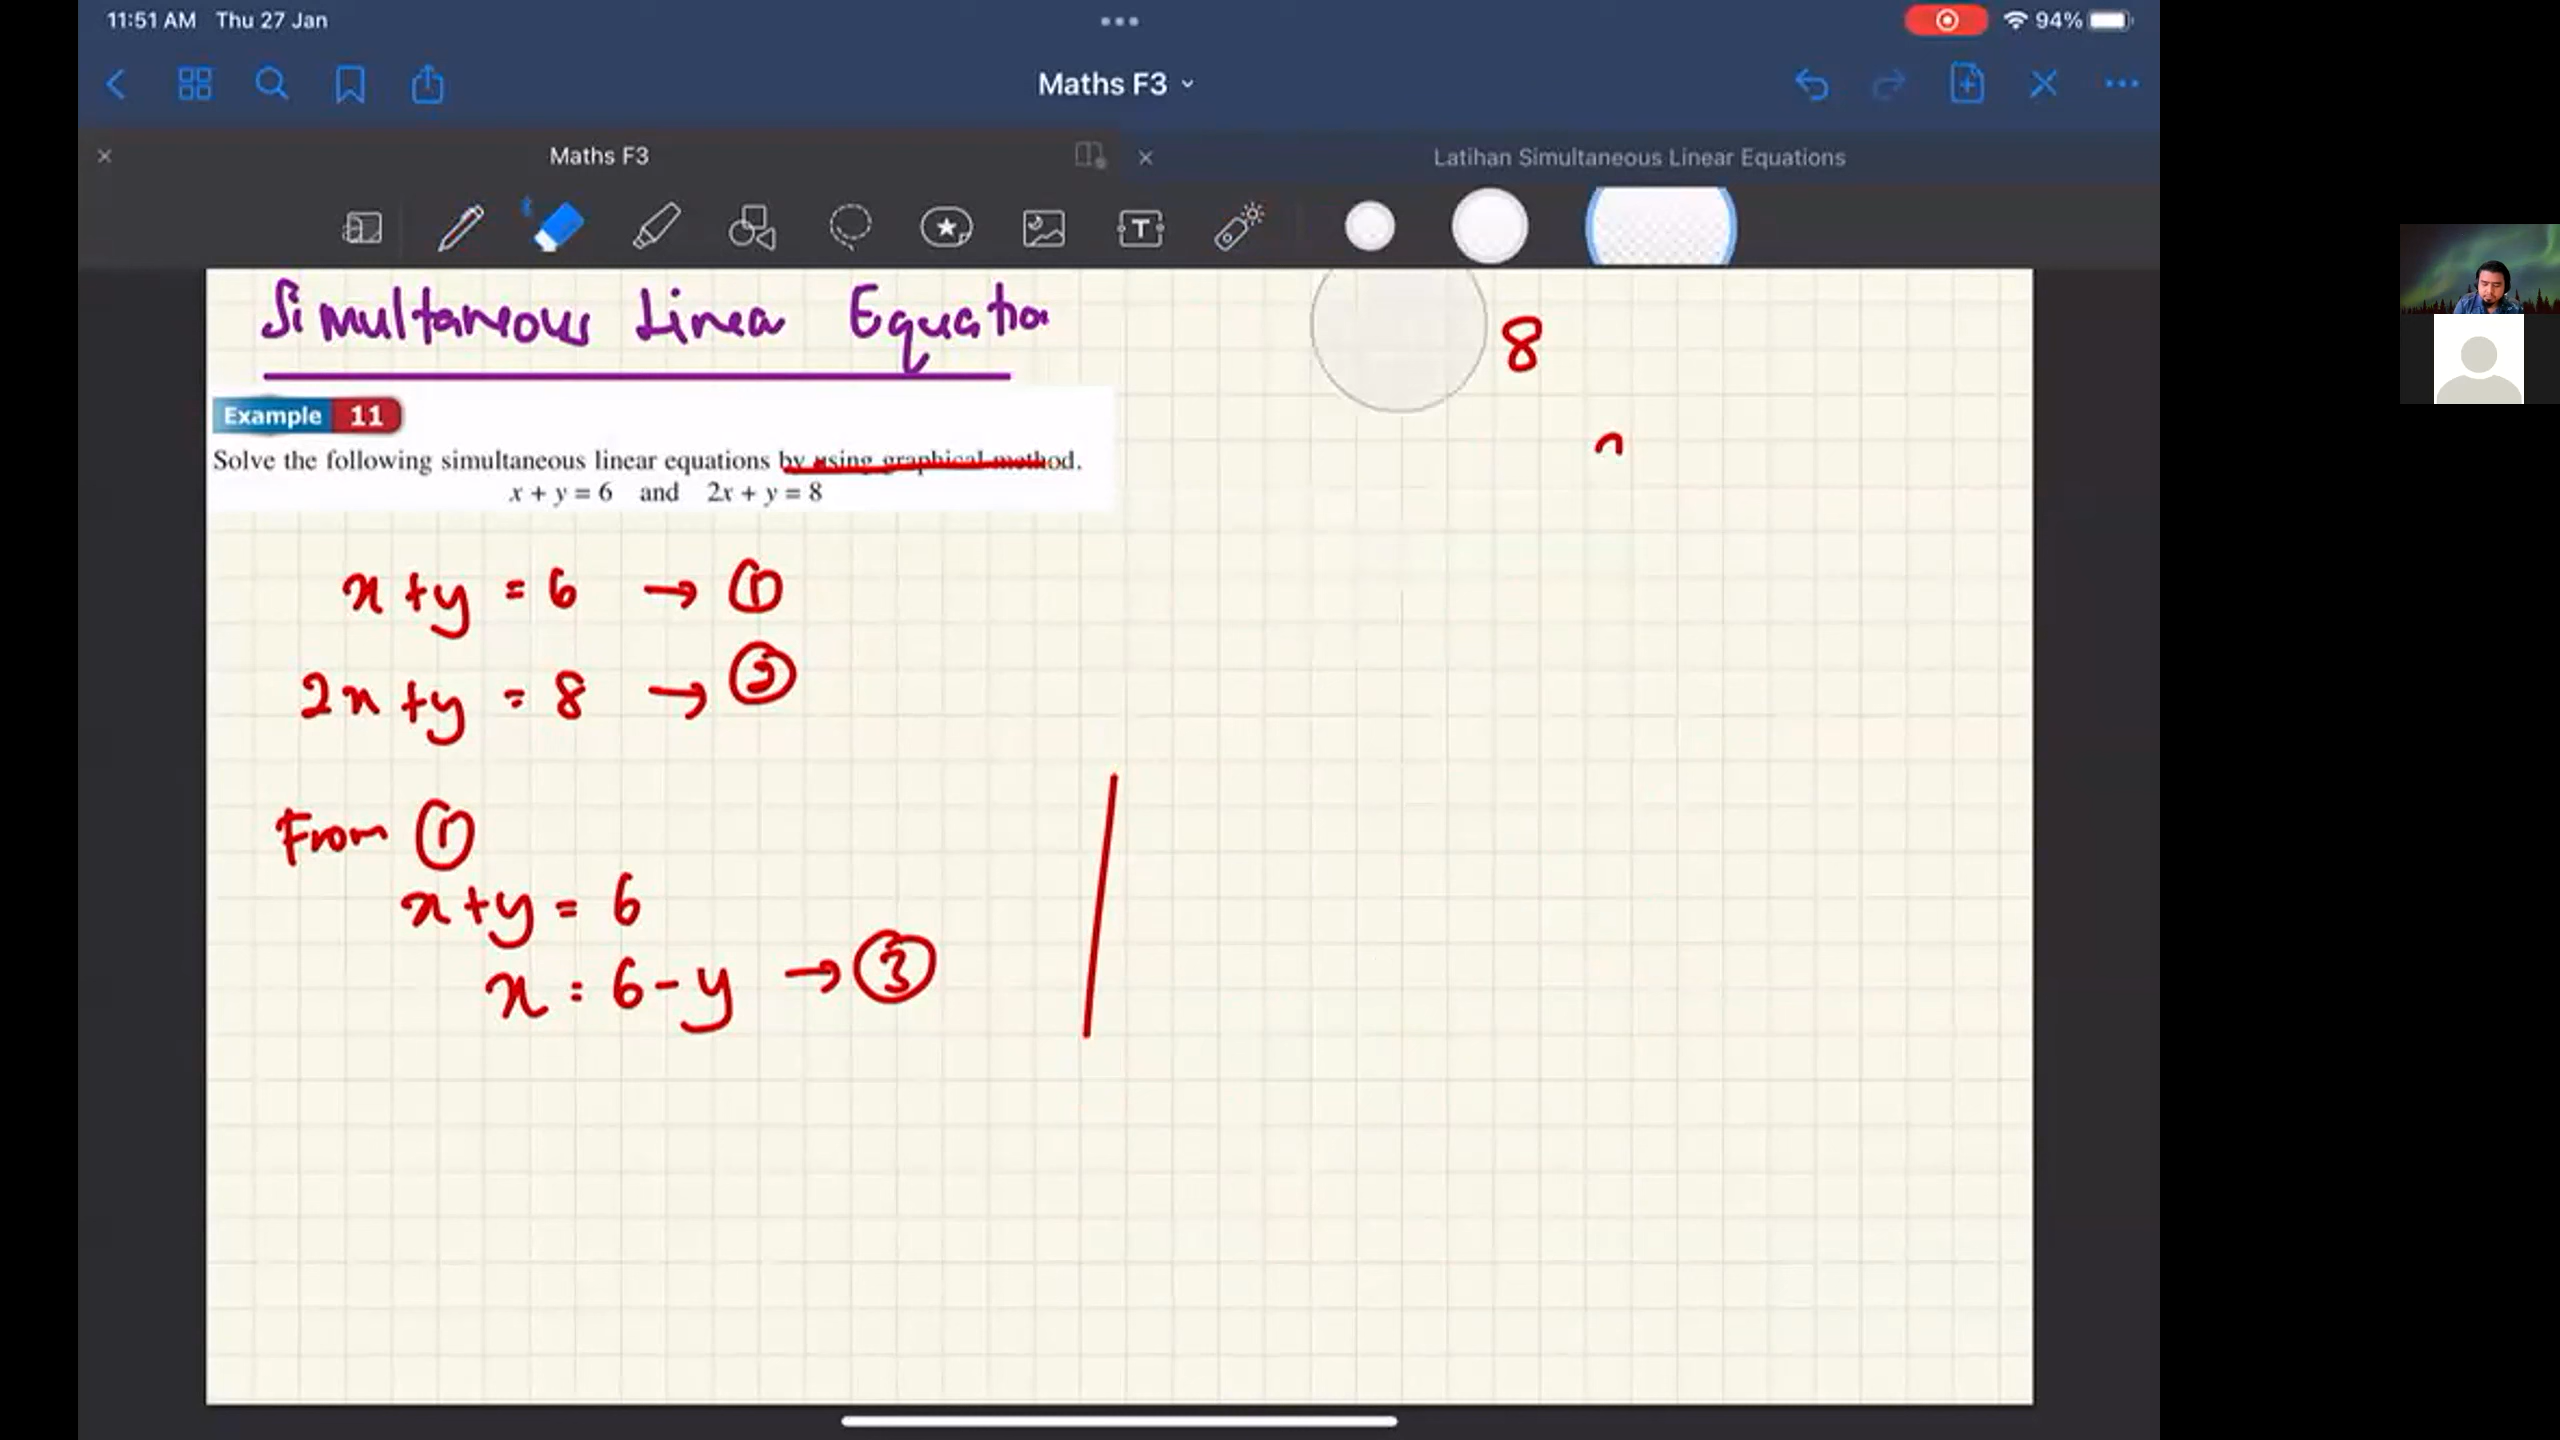 11:51 AM Thu 27 Jan
94%
Maths F3
Maths F3
Latihan Simultaneous Linear Equations
Simultaneous Linear Equation
8
Example 11
Solve the following simultaneous linear equations by using graphical method.
x + y = 6 and 2x + y = 8
x + y = 6 → ①
2x + y = 8 → ②
From ①
x + y = 6
x = 6 - y → ③